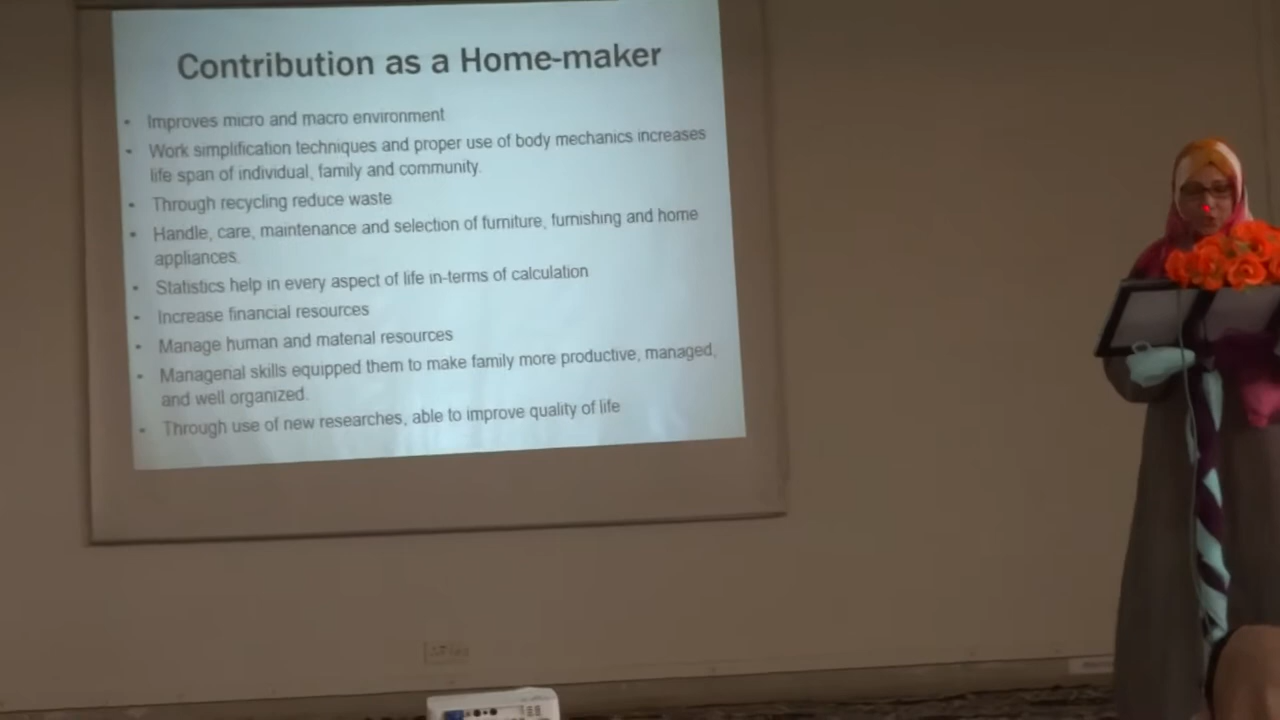 Contribution as a Home-maker
• Improves micro and macro environment
• Work simplification techniques and proper use of body mechanics increases
life span of individual, family and community.
• Through recycling reduce waste
• Handle, care, maintenance and selection of furniture, furnishing and home
appliances.
• Statistics help in every aspect of life in-terms of calculation
• Increase financial resources
• Manage human and material resources
• Managerial skills equipped them to make family more productive, managed,
and well organized.
• Through use of new researches, able to improve quality of life